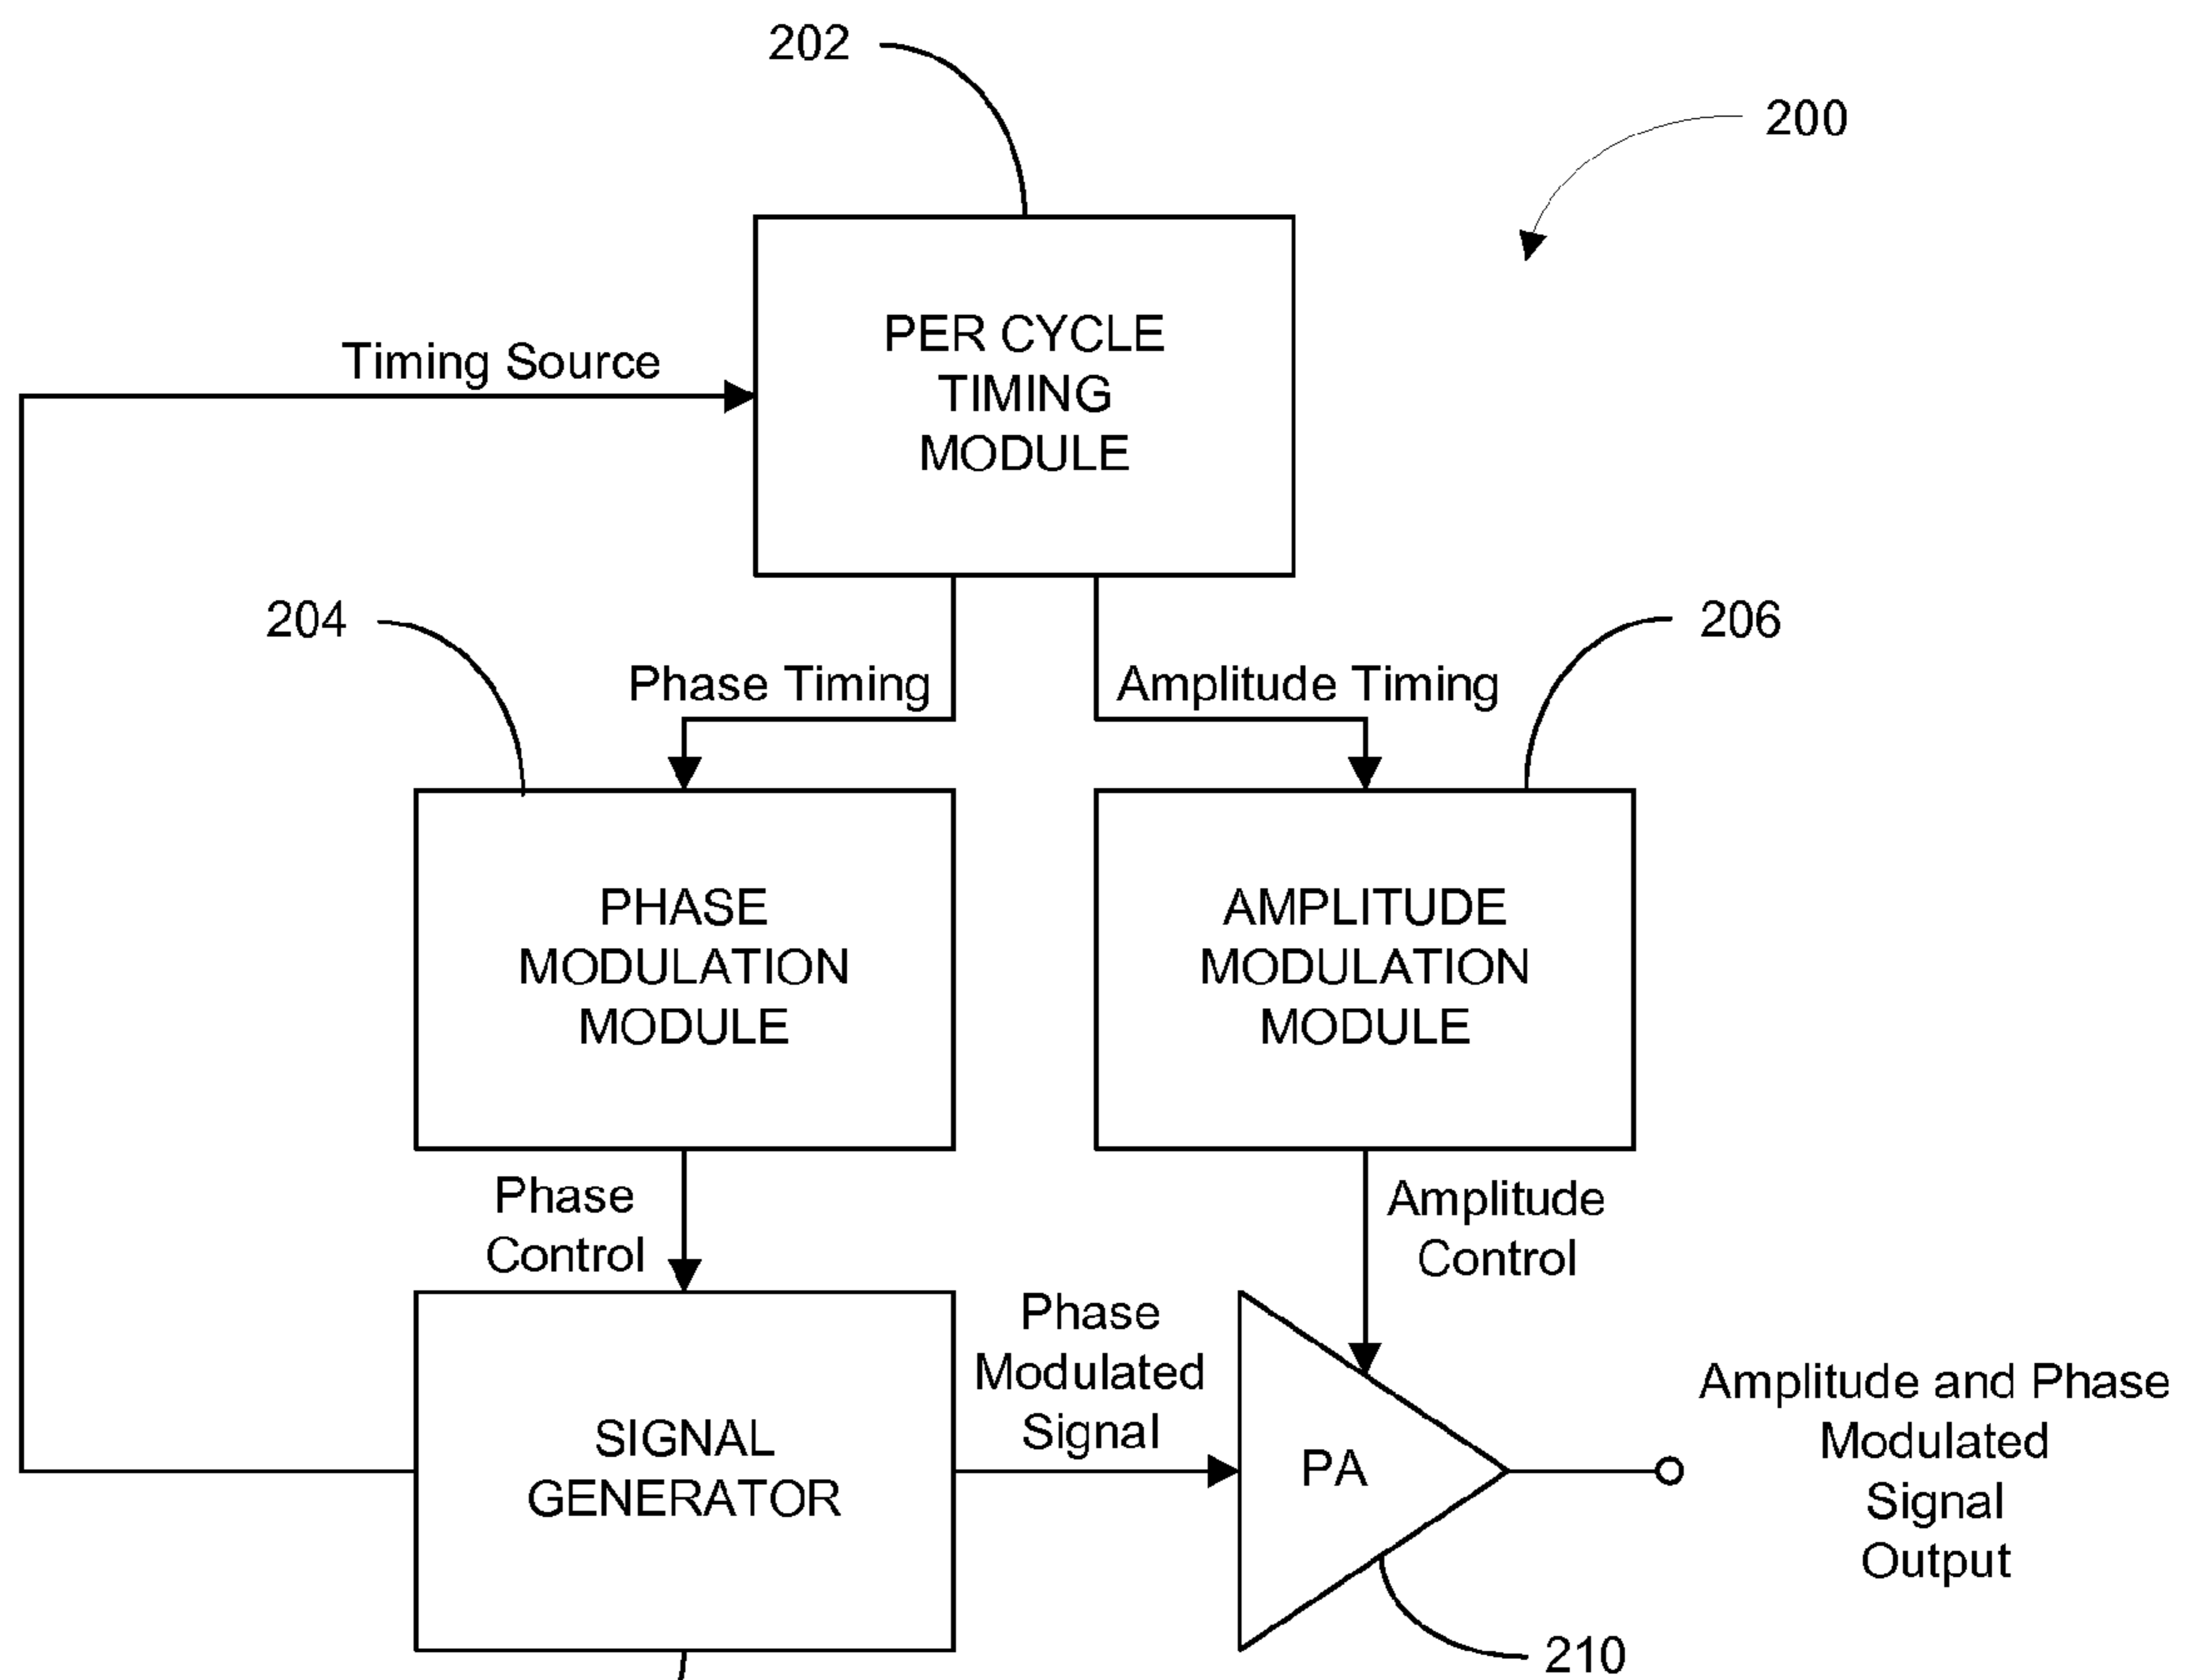 202
200
PER CYCLE
TIMING
MODULE
Timing Source
204
206
Phase Timing
Amplitude Timing
PHASE
MODULATION
MODULE
AMPLITUDE
MODULATION
MODULE
Phase
Control
Amplitude
Control
Phase
Modulated
Signal
SIGNAL
GENERATOR
PA
Amplitude and Phase
Modulated
Signal
Output
210